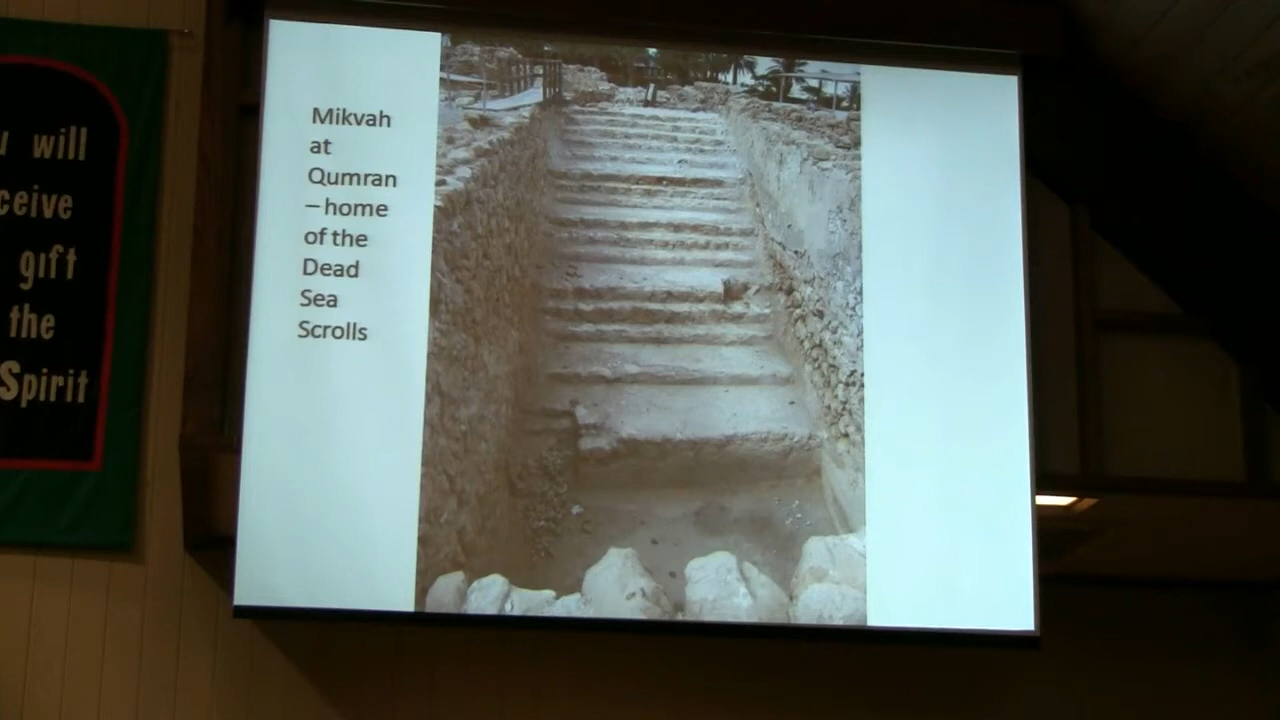 u will
ceive
gift
the
Spirit
Mikvah
at
Qumran
– home
of the
Dead
Sea
Scrolls